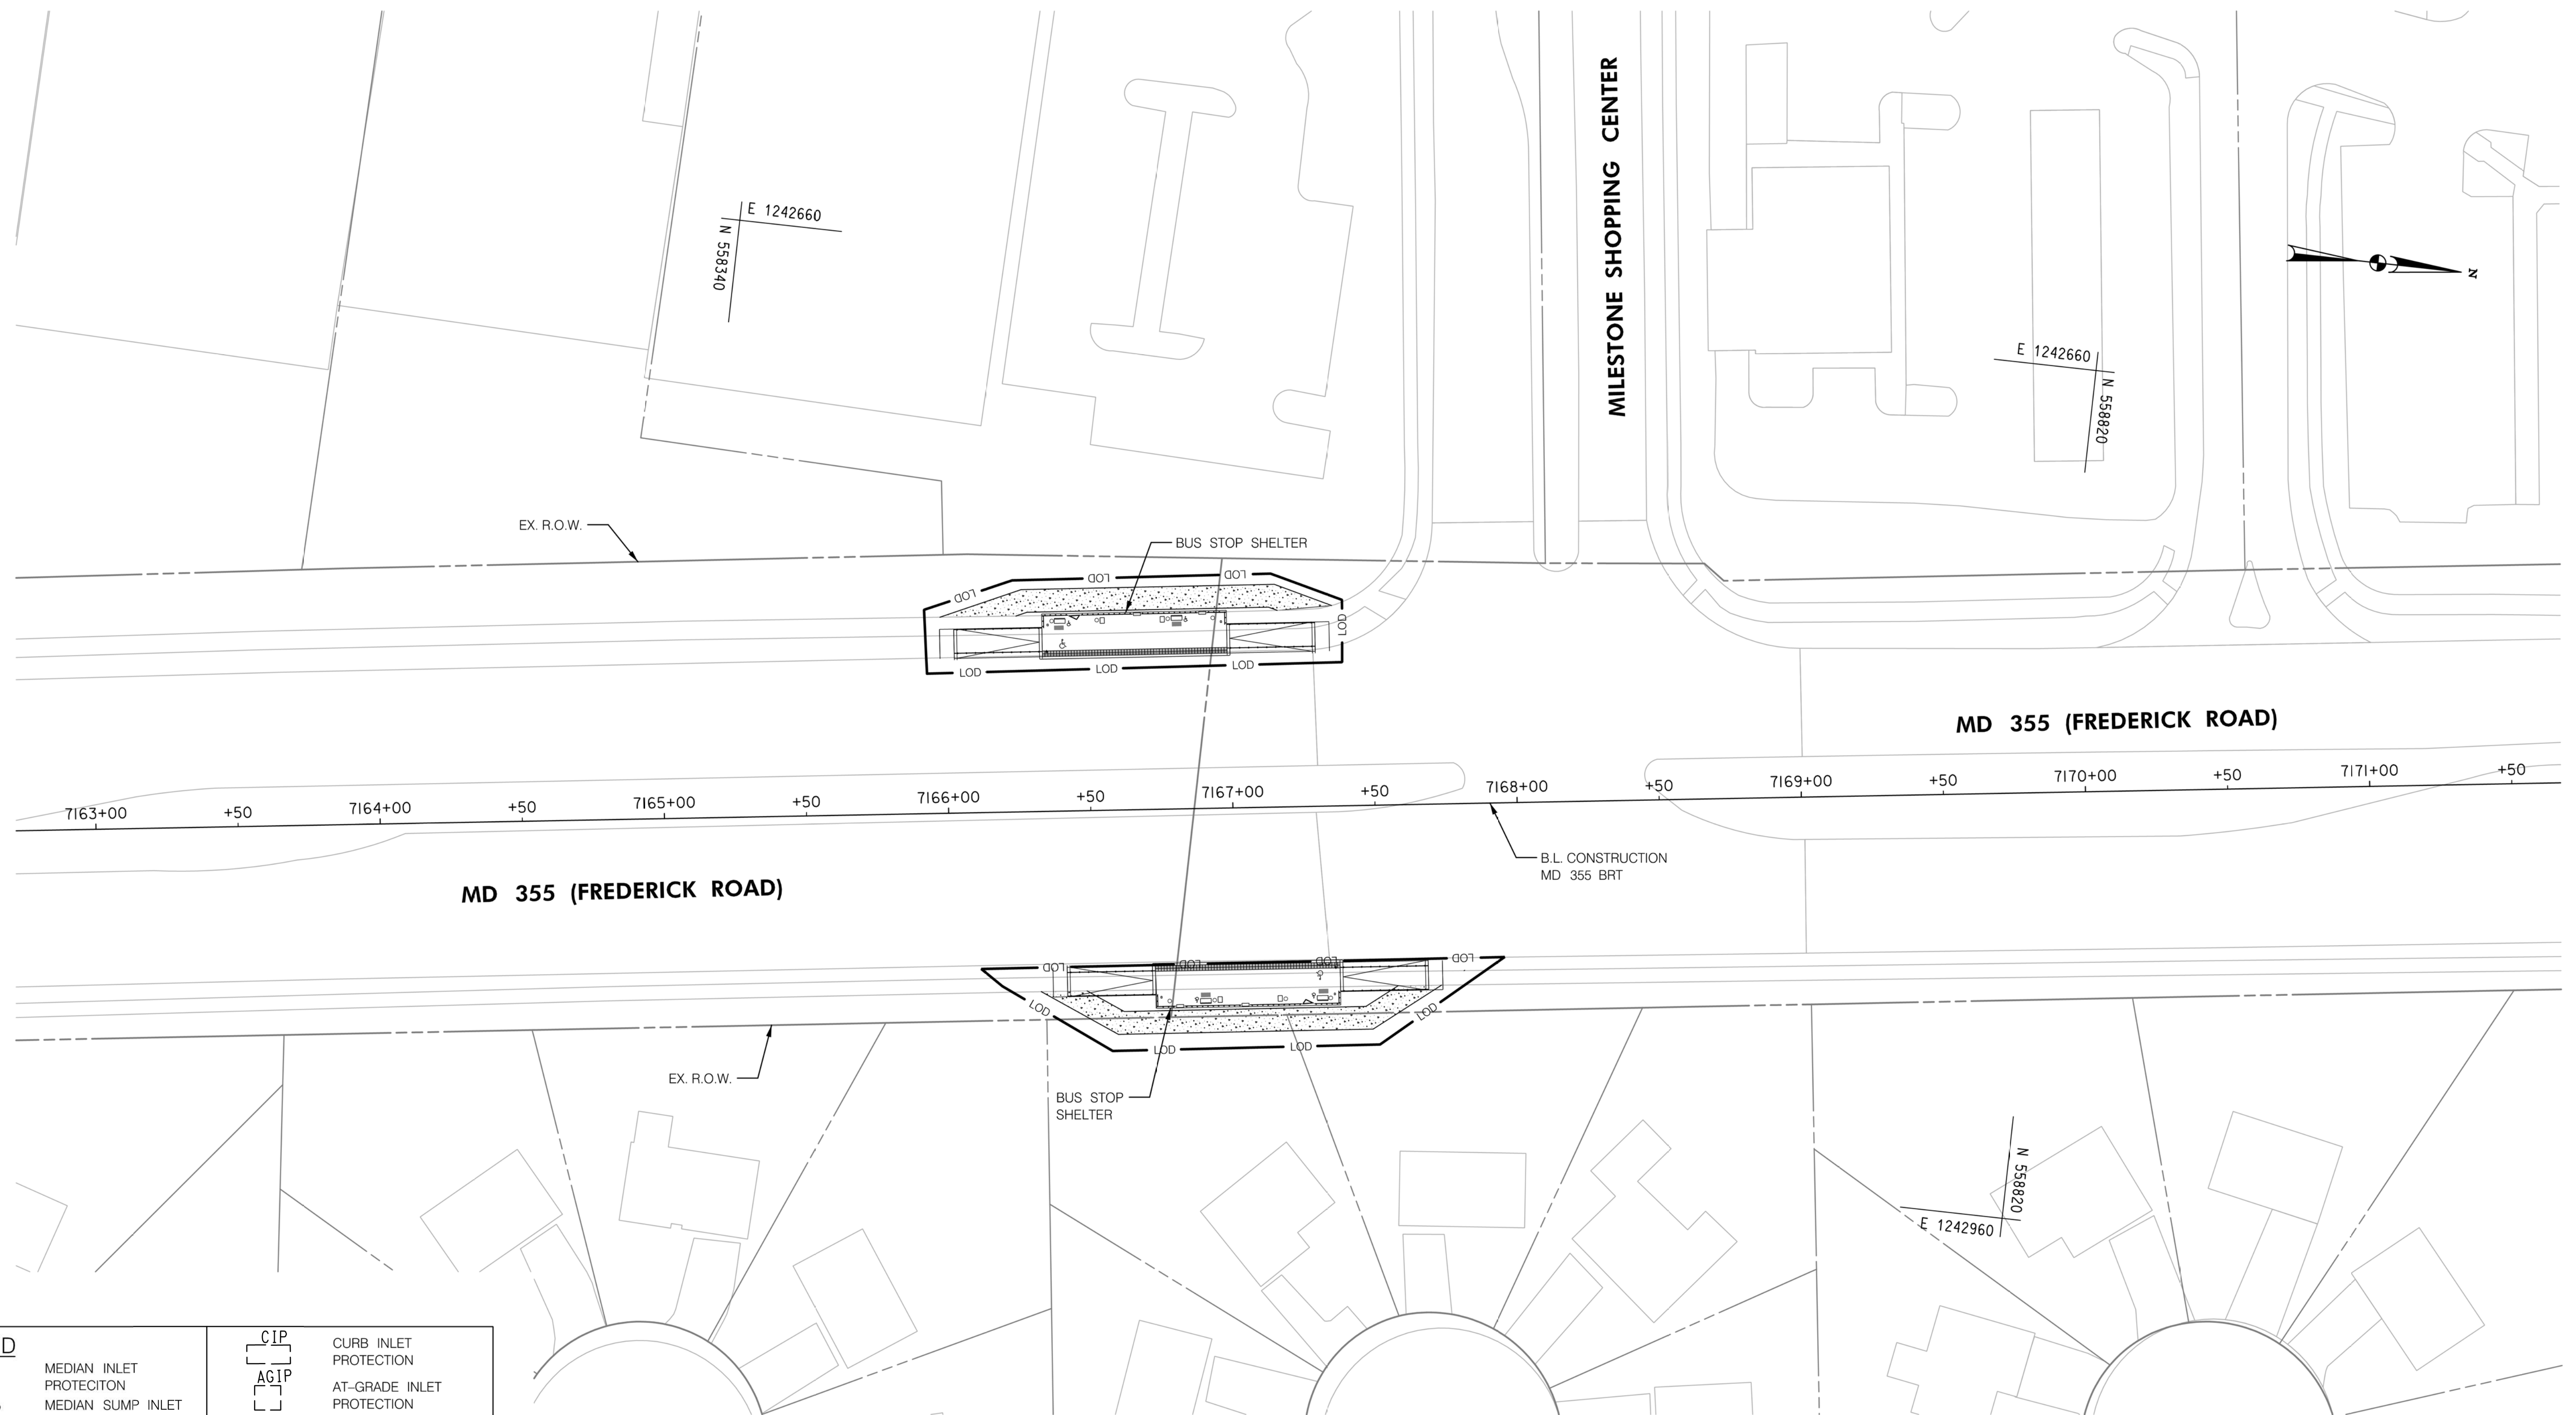 MILESTONE SHOPPING CENTER
E 1242660
N 558340
N
E 1242660
N 558820
EX. R.O.W.
BUS STOP SHELTER
LOD
LOD
LOD
LOD
LOD
LOD
LOD
MD 355 (FREDERICK ROAD)
7163+00
+50
7164+00
+50
7165+00
+50
7166+00
+50
7167+00
+50
7168+00
+50
7169+00
+50
7170+00
+50
7171+00
+50
B.L. CONSTRUCTION
MD 355 BRT
MD 355 (FREDERICK ROAD)
LOD
LOD
LOD
LOD
LOD
LOD
LOD
LOD
EX. R.O.W.
BUS STOP
SHELTER
N 558820
E 1242960
D
MEDIAN INLET
PROTECITON
MEDIAN SUMP INLET
CIP
CURB INLET
PROTECTION
AGIP
AT-GRADE INLET
PROTECTION